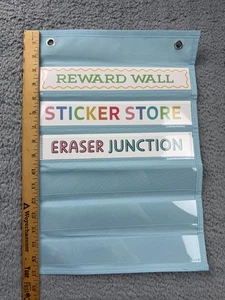 REWARD WALL
STICKER STORE
ERASER JUNCTION